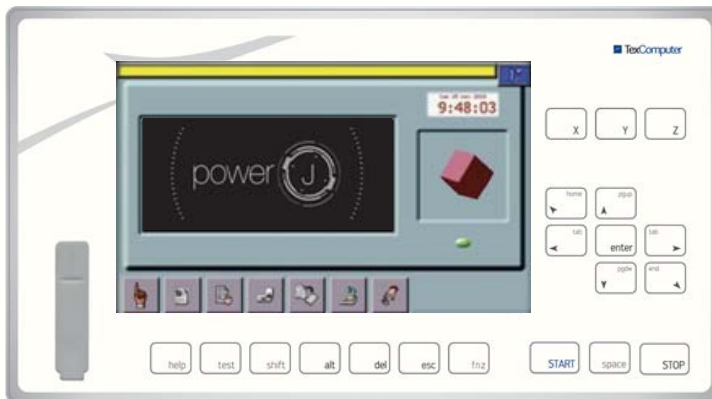 TexComputer
9:48:03
power J
X Y Z
home pgup
tab enter tab
pgdw end
help test shift alt del esc fnz START space STOP